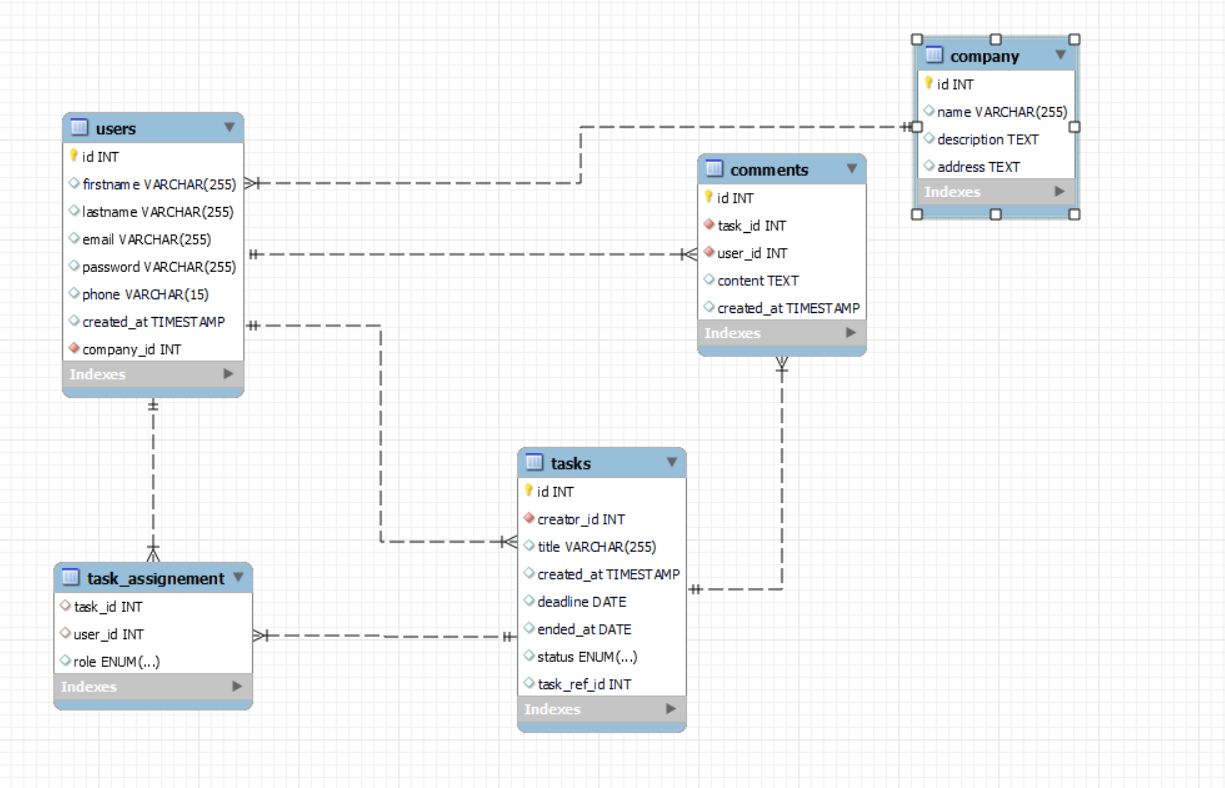 company
id INT
name VARCHAR(255)
description TEXT
address TEXT
Indexes
users
id INT
firstname VARCHAR(255)
lastname VARCHAR(255)
email VARCHAR(255)
password VARCHAR(255)
phone VARCHAR(15)
created_at TIMESTAMP
company_id INT
Indexes
comments
id INT
task_id INT
user_id INT
content TEXT
created_at TIMESTAMP
Indexes
tasks
id INT
creator_id INT
title VARCHAR(255)
created_at TIMESTAMP
deadline DATE
ended_at DATE
status ENUM(...)
task_ref_id INT
Indexes
task_assignement
task_id INT
user_id INT
role ENUM(...)
Indexes